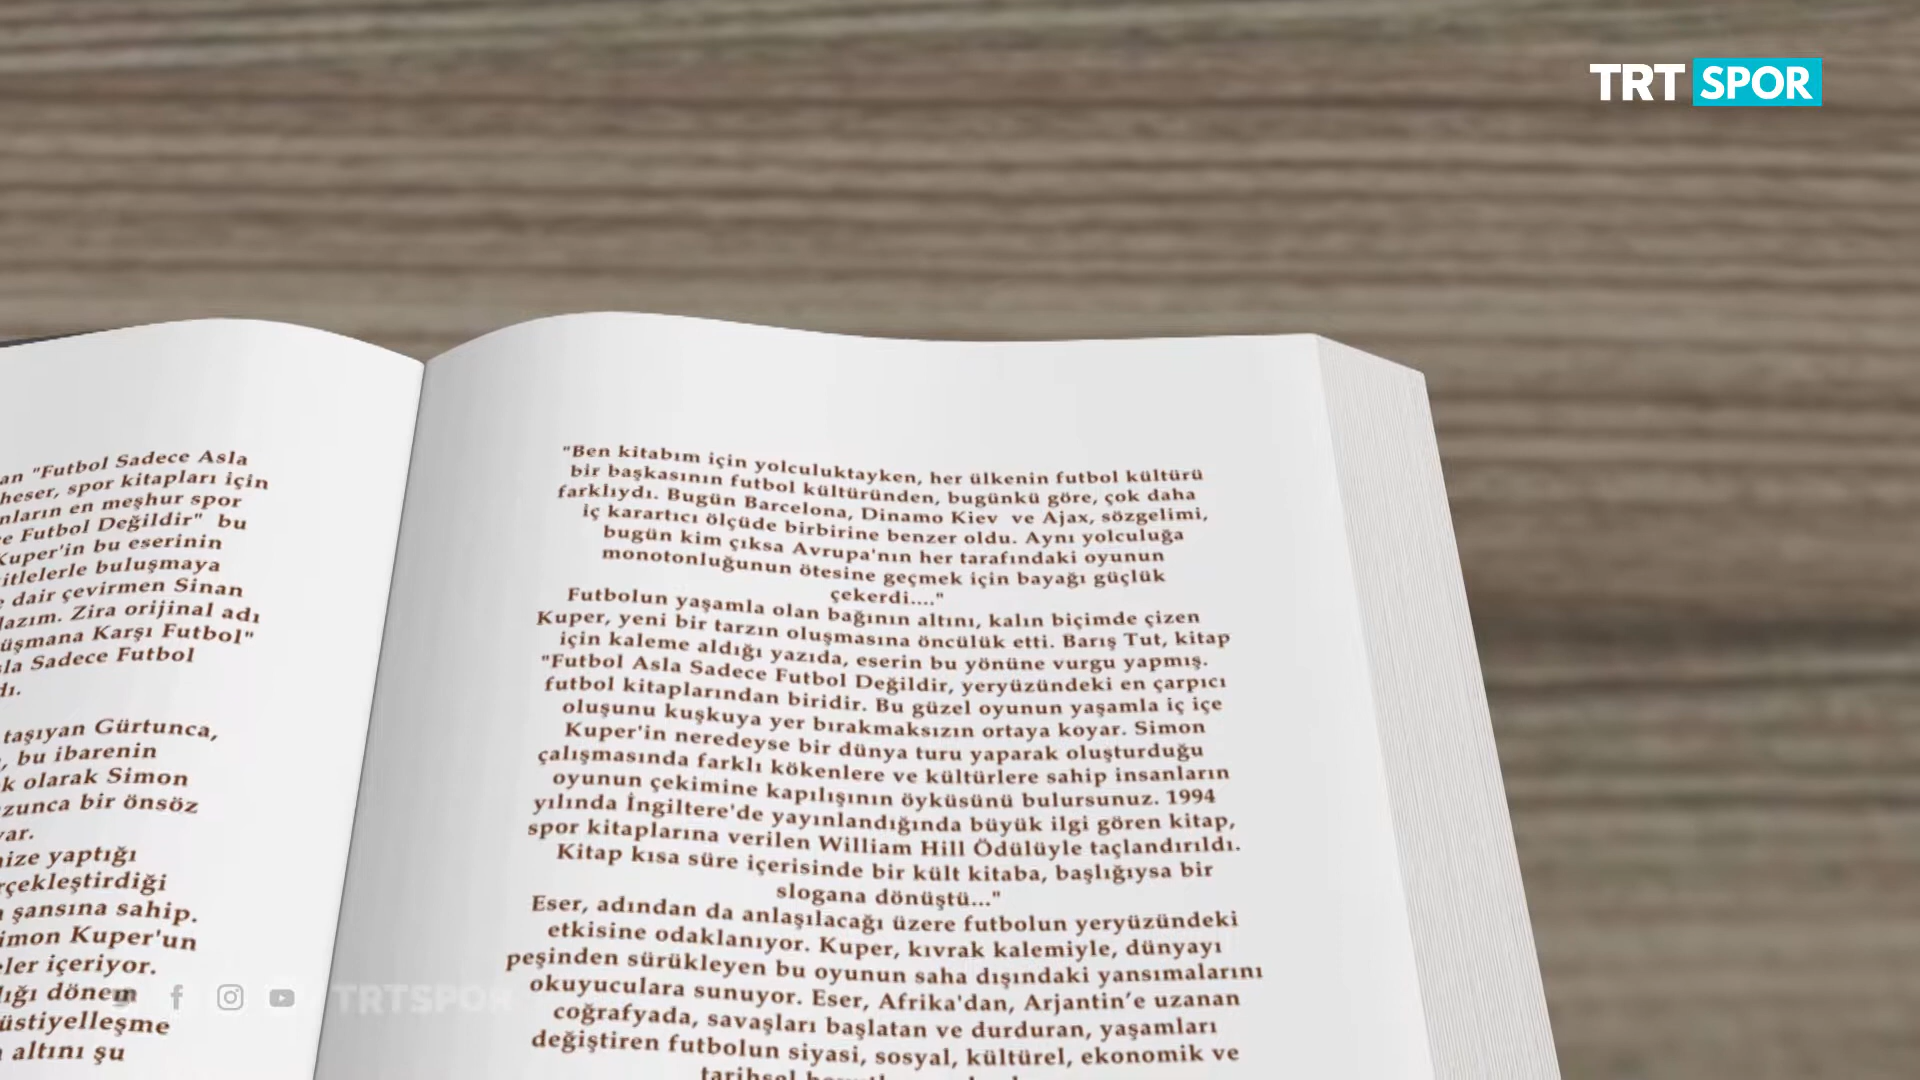 TRT SPOR
an "Futbol Sadece Asla
heser, spor kitapları için
nların en meşhur spor
e Futbol Değildir" bu
Kuper'in bu eserinin
itlelerle buluşmaya
e dair çevirmen Sinan
lazım. Zira orijinal adı
üşmana Karşı Futbol"
sla Sadece Futbol
dı.
taşıyan Gürtunca,
, bu ibarenin
k olarak Simon
zunca bir önsöz
var.
mize yaptığı
rçekleştirdiği
şansına sahip.
imon Kuper'un
eler içeriyor.
lığı dönem
üstiyelleşme
altını şu
"Ben kitabım için yolculuktayken, her ülkenin futbol kültürü
bir başkasının futbol kültüründen, bugünkü göre, çok daha
farklıydı. Bugün Barcelona, Dinamo Kiev ve Ajax, sözgelimi,
iç karartıcı ölçüde birbirine benzer oldu. Aynı yolculuğa
bugün kim çıksa Avrupa'nın her tarafındaki oyunun
monotonluğunun ötesine geçmek için bayağı güçlük
çekerdi...."
Futbolun yaşamla olan bağının altını, kalın biçimde çizen
Kuper, yeni bir tarzın oluşmasına öncülük etti. Barış Tut, kitap
için kaleme aldığı yazıda, eserin bu yönüne vurgu yapmış.
"Futbol Asla Sadece Futbol Değildir, yeryüzündeki en çarpıcı
futbol kitaplarından biridir. Bu güzel oyunun yaşamla iç içe
oluşunu kuşkuya yer bırakmaksızın ortaya koyar. Simon
Kuper'in neredeyse bir dünya turu yaparak oluşturduğu
çalışmasında farklı kökenlere ve kültürlere sahip insanların
oyunun çekimine kapılışının öyküsünü bulursunuz. 1994
yılında İngiltere'de yayınlandığında büyük ilgi gören kitap,
spor kitaplarına verilen William Hill Ödülüyle taçlandırıldı.
Kitap kısa süre içerisinde bir kült kitaba, başlığıysa bir
slogana dönüştü..."
Eser, adından da anlaşılacağı üzere futbolun yeryüzündeki
etkisine odaklanıyor. Kuper, kıvrak kalemiyle, dünyayı
peşinden sürükleyen bu oyunun saha dışındaki yansımalarını
okuyuculara sunuyor. Eser, Afrika'dan, Arjantin’e uzanan
coğrafyada, savaşları başlatan ve durduran, yaşamları
değiştiren futbolun siyasi, sosyal, kültürel, ekonomik ve
TRTSPOR